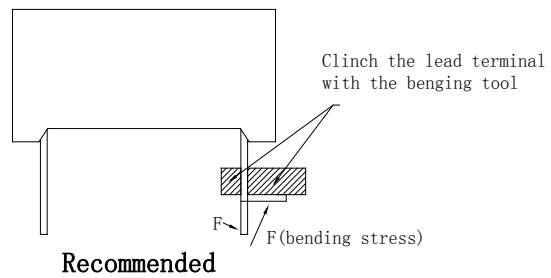 Clinch the lead terminal
with the benging tool
F
F(bending stress)
Recommended